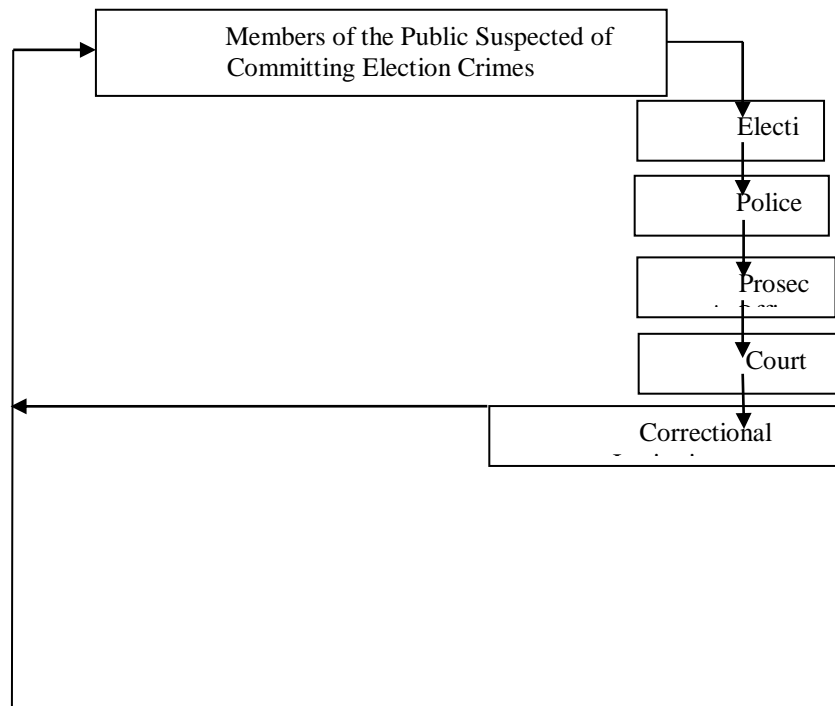 Members of the Public Suspected of
Committing Election Crimes
Electi
Police
Prosec
Court
Correctional